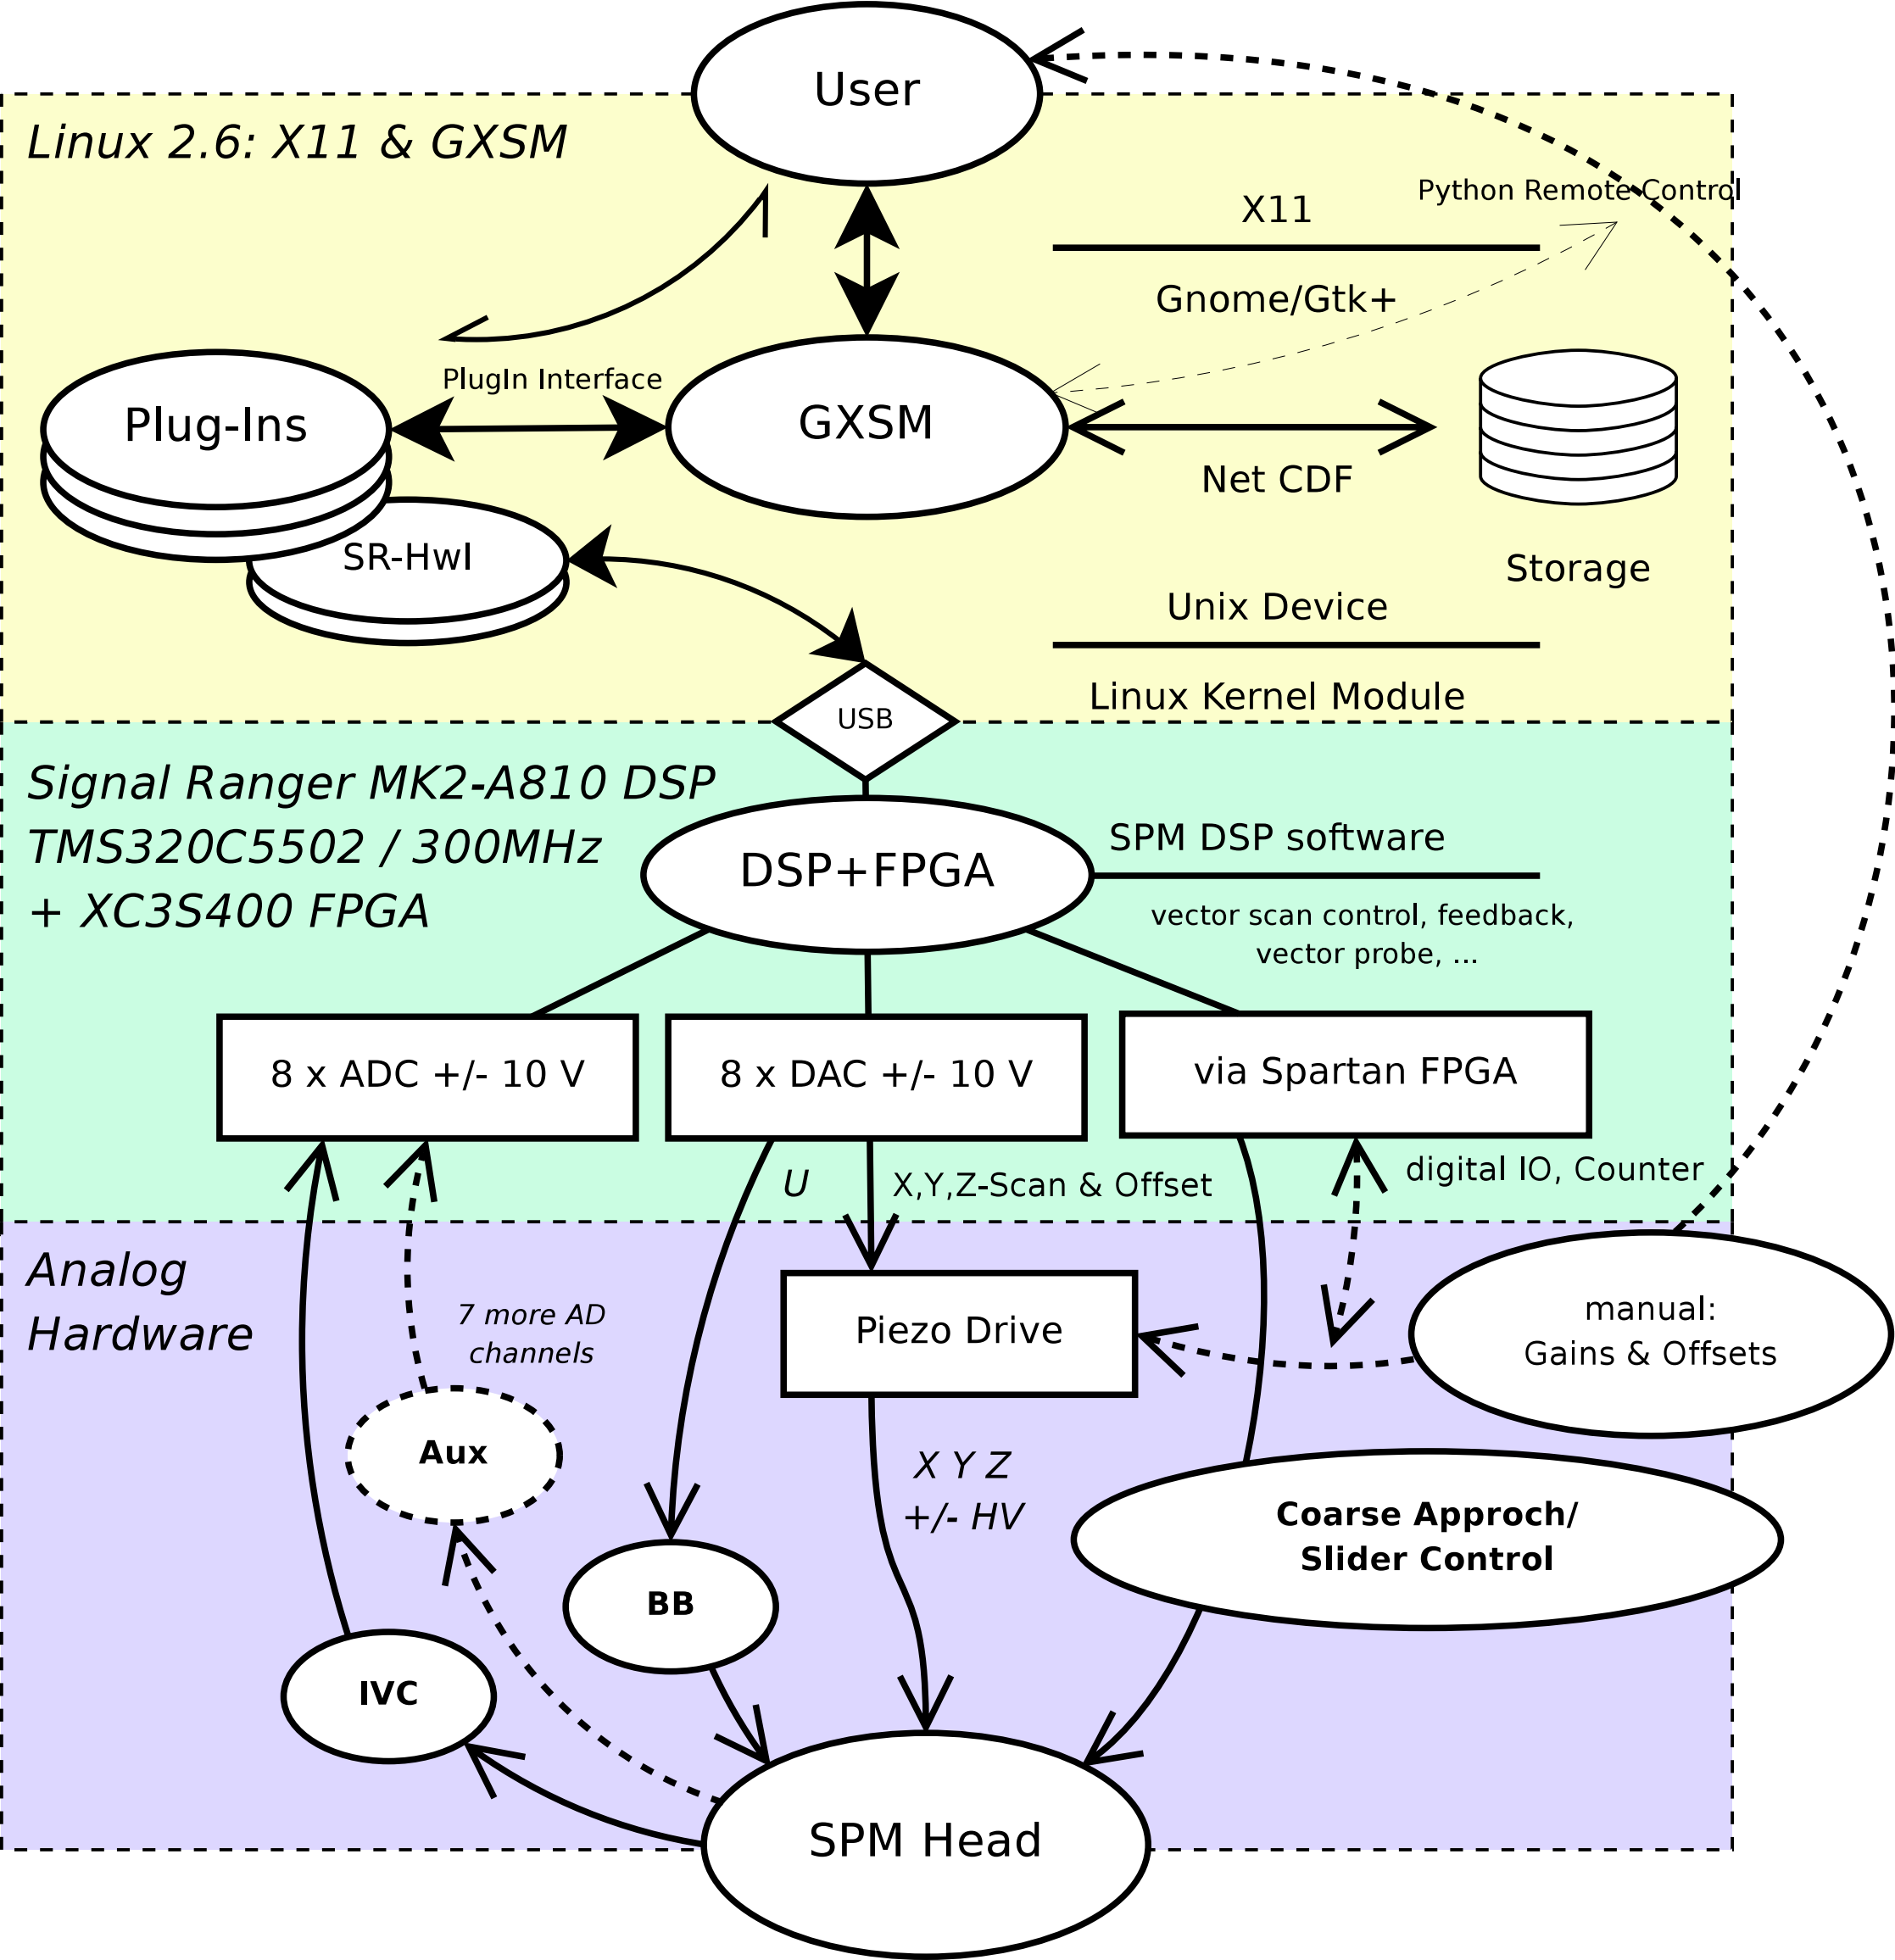 User
Linux 2.6: X11 & GXSM
Python Remote Control
X11
Gnome/Gtk+
PlugIn Interface
Plug-Ins
GXSM
Net CDF
SR-HwI
Storage
Unix Device
Linux Kernel Module
USB
Signal Ranger MK2-A810 DSP
TMS320C5502 / 300MHz
+ XC3S400 FPGA
SPM DSP software
DSP+FPGA
vector scan control, feedback,
vector probe, ...
8 x ADC +/- 10 V
8 x DAC +/- 10 V
via Spartan FPGA
U
X,Y,Z-Scan & Offset
digital IO, Counter
Analog
Hardware
7 more AD
channels
Piezo Drive
manual:
Gains & Offsets
Aux
X Y Z
+/- HV
Coarse Approch/
Slider Control
BB
IVC
SPM Head